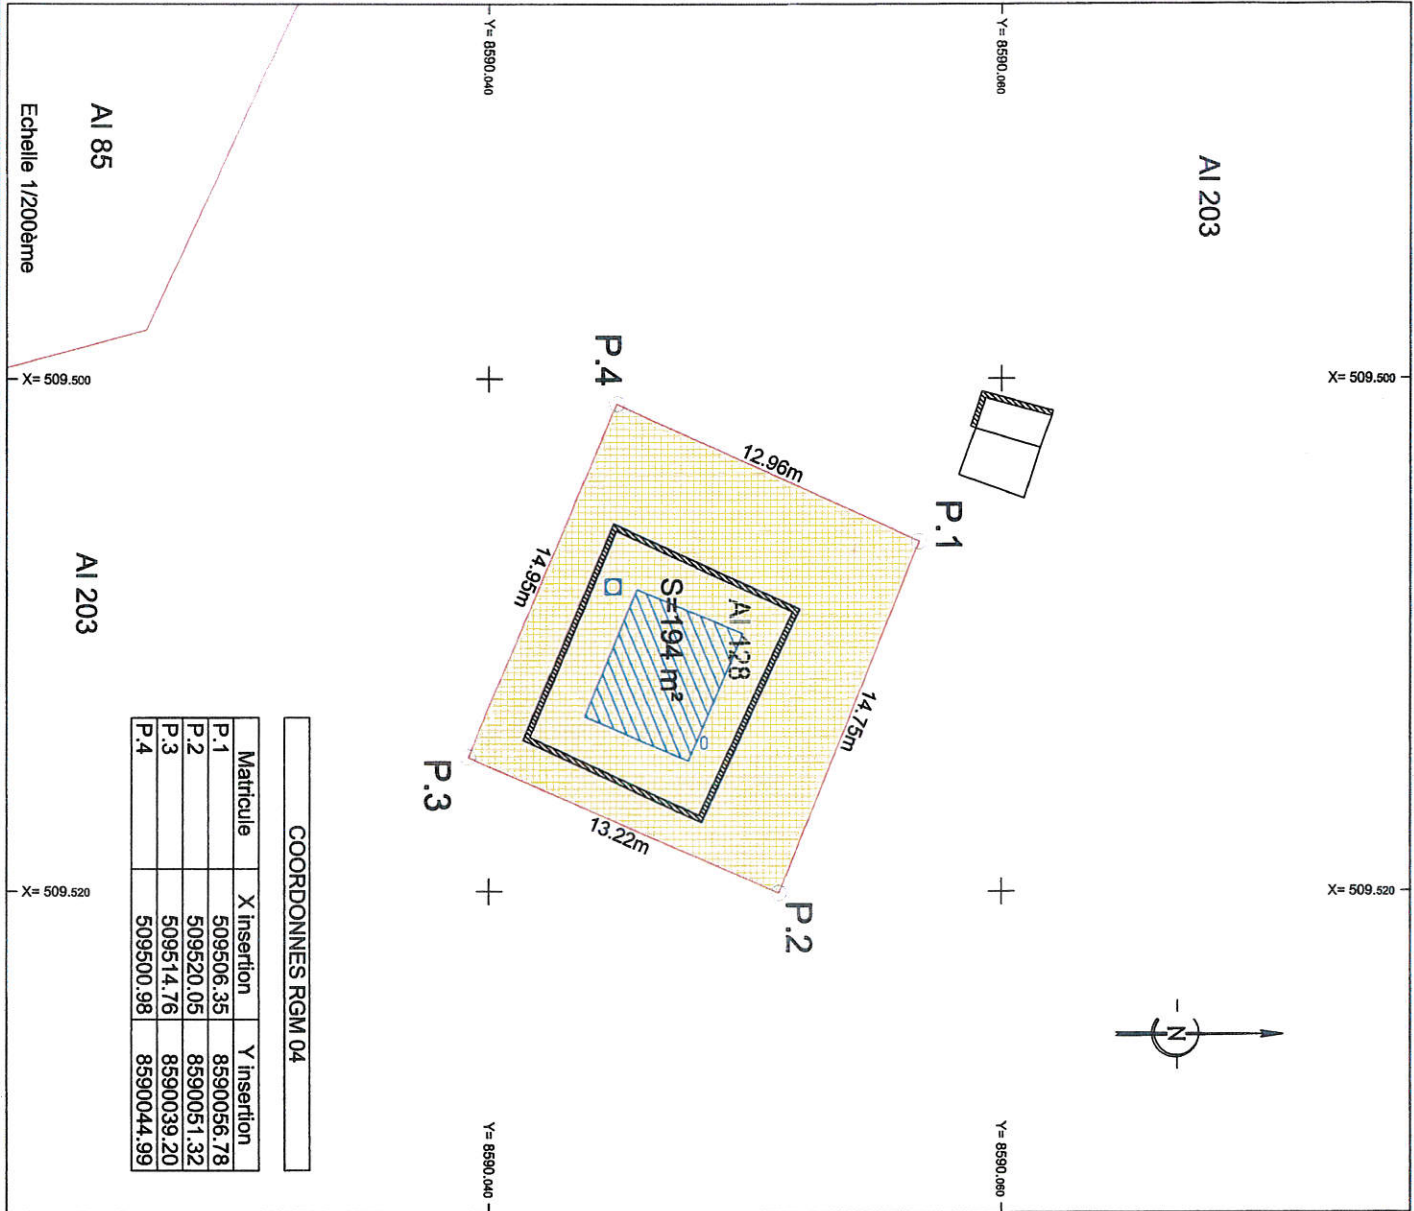 Y= 8590.040
Y= 8590.060
AI 85
Echelle 1/200ème
AI 203
X= 509.500
X= 509.500
P.4
12.96m
P.1
14.95m
AI 128
S=194 m²
14.75m
AI 203
P.3
13.22m
P.2
X= 509.520
X= 509.520
N
COORDONNES RGM 04
Matricule X insertion Y insertion
P.1 509506.35 8590056.78
P.2 509520.05 8590051.32
P.3 509514.76 8590039.20
P.4 509500.98 8590044.99
Y= 8590.040
Y= 8590.060